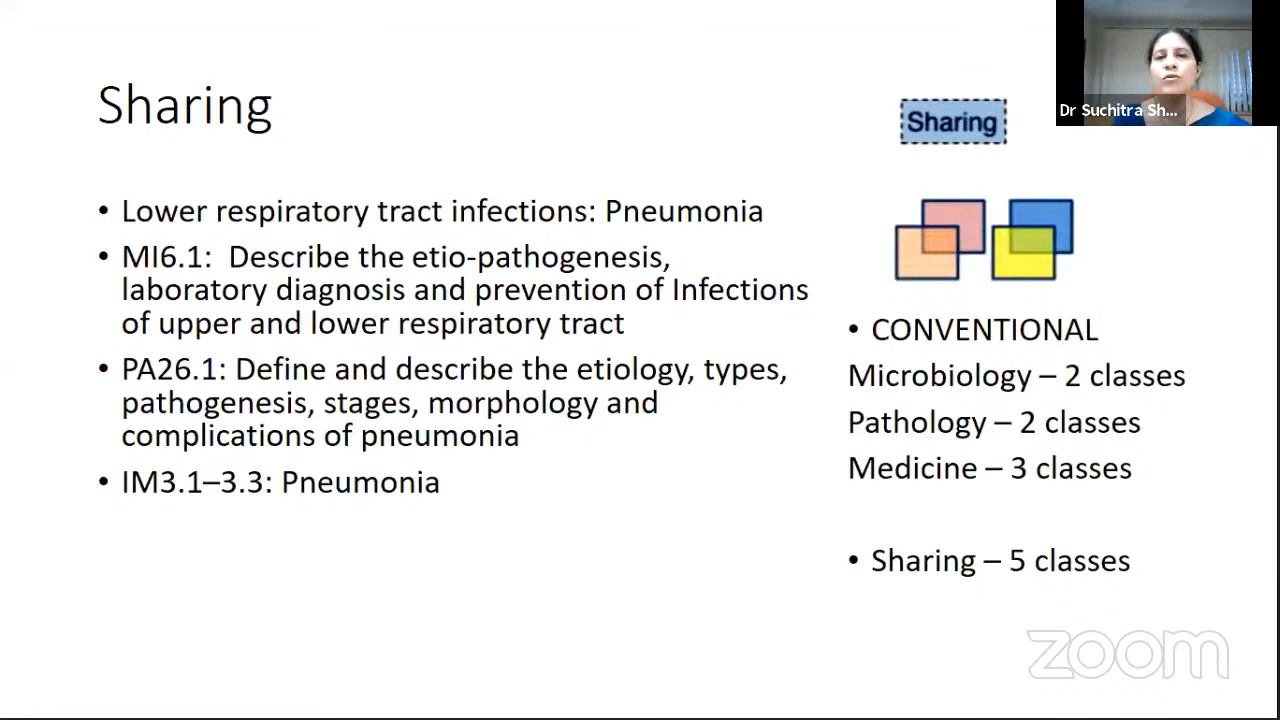 Sharing
• Lower respiratory tract infections: Pneumonia
• MI6.1:  Describe the etio-pathogenesis,
laboratory diagnosis and prevention of Infections
of upper and lower respiratory tract
• PA26.1: Define and describe the etiology, types,
pathogenesis, stages, morphology and
complications of pneumonia
• IM3.1–3.3: Pneumonia
Sharing
• CONVENTIONAL
Microbiology – 2 classes
Pathology – 2 classes
Medicine – 3 classes
• Sharing – 5 classes
Dr Suchitra Sh...
zoom